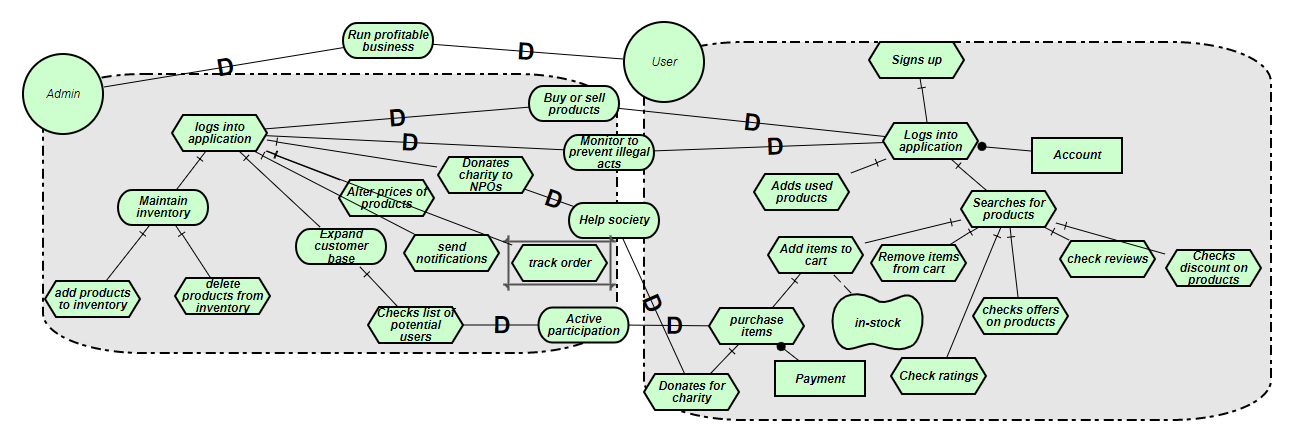 Run profitable
business
D
D
Admin
User
Signs up
Buy or sell
products
D
D
logs into
application
D
Monitor to
prevent illegal
acts
D
Logs into
application
Account
Donates
charity to
NPOs
D
Adds used
products
Alter prices of
products
Maintain
inventory
Help society
Searches for
products
Expand
customer
base
send
notifications
track order
Add items to
cart
Remove items
from cart
check reviews
Checks
discount on
products
add products
to inventory
delete
products from
inventory
D
Checks list of
potential
users
D
Active
participation
D
purchase
items
in-stock
checks offers
on products
Payment
Check ratings
Donates for
charity